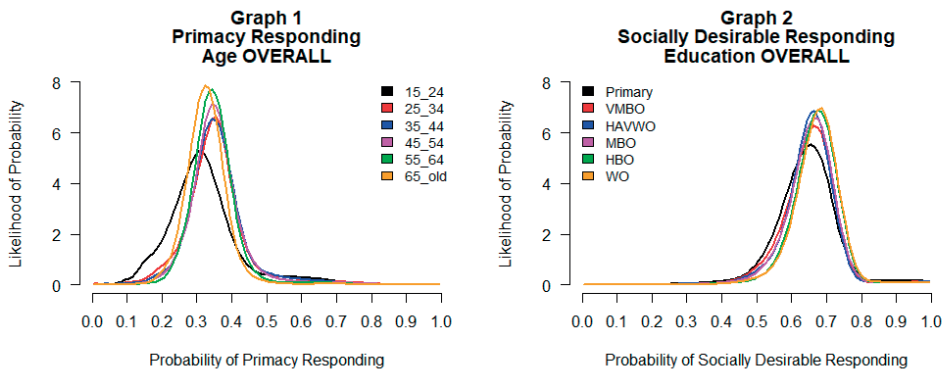 Graph 1
Primacy Responding
Age OVERALL
Likelihood of Probability
8
6
4
2
0
15_24
25_34
35_44
45_54
55_64
65_old
0.0 0.1 0.2 0.3 0.4 0.5 0.6 0.7 0.8 0.9 1.0
Probability of Primacy Responding
Graph 2
Socially Desirable Responding
Education OVERALL
Likelihood of Probability
8
6
4
2
0
Primary
VMBO
HAVWO
MBO
HBO
WO
0.0 0.1 0.2 0.3 0.4 0.5 0.6 0.7 0.8 0.9 1.0
Probability of Socially Desirable Responding